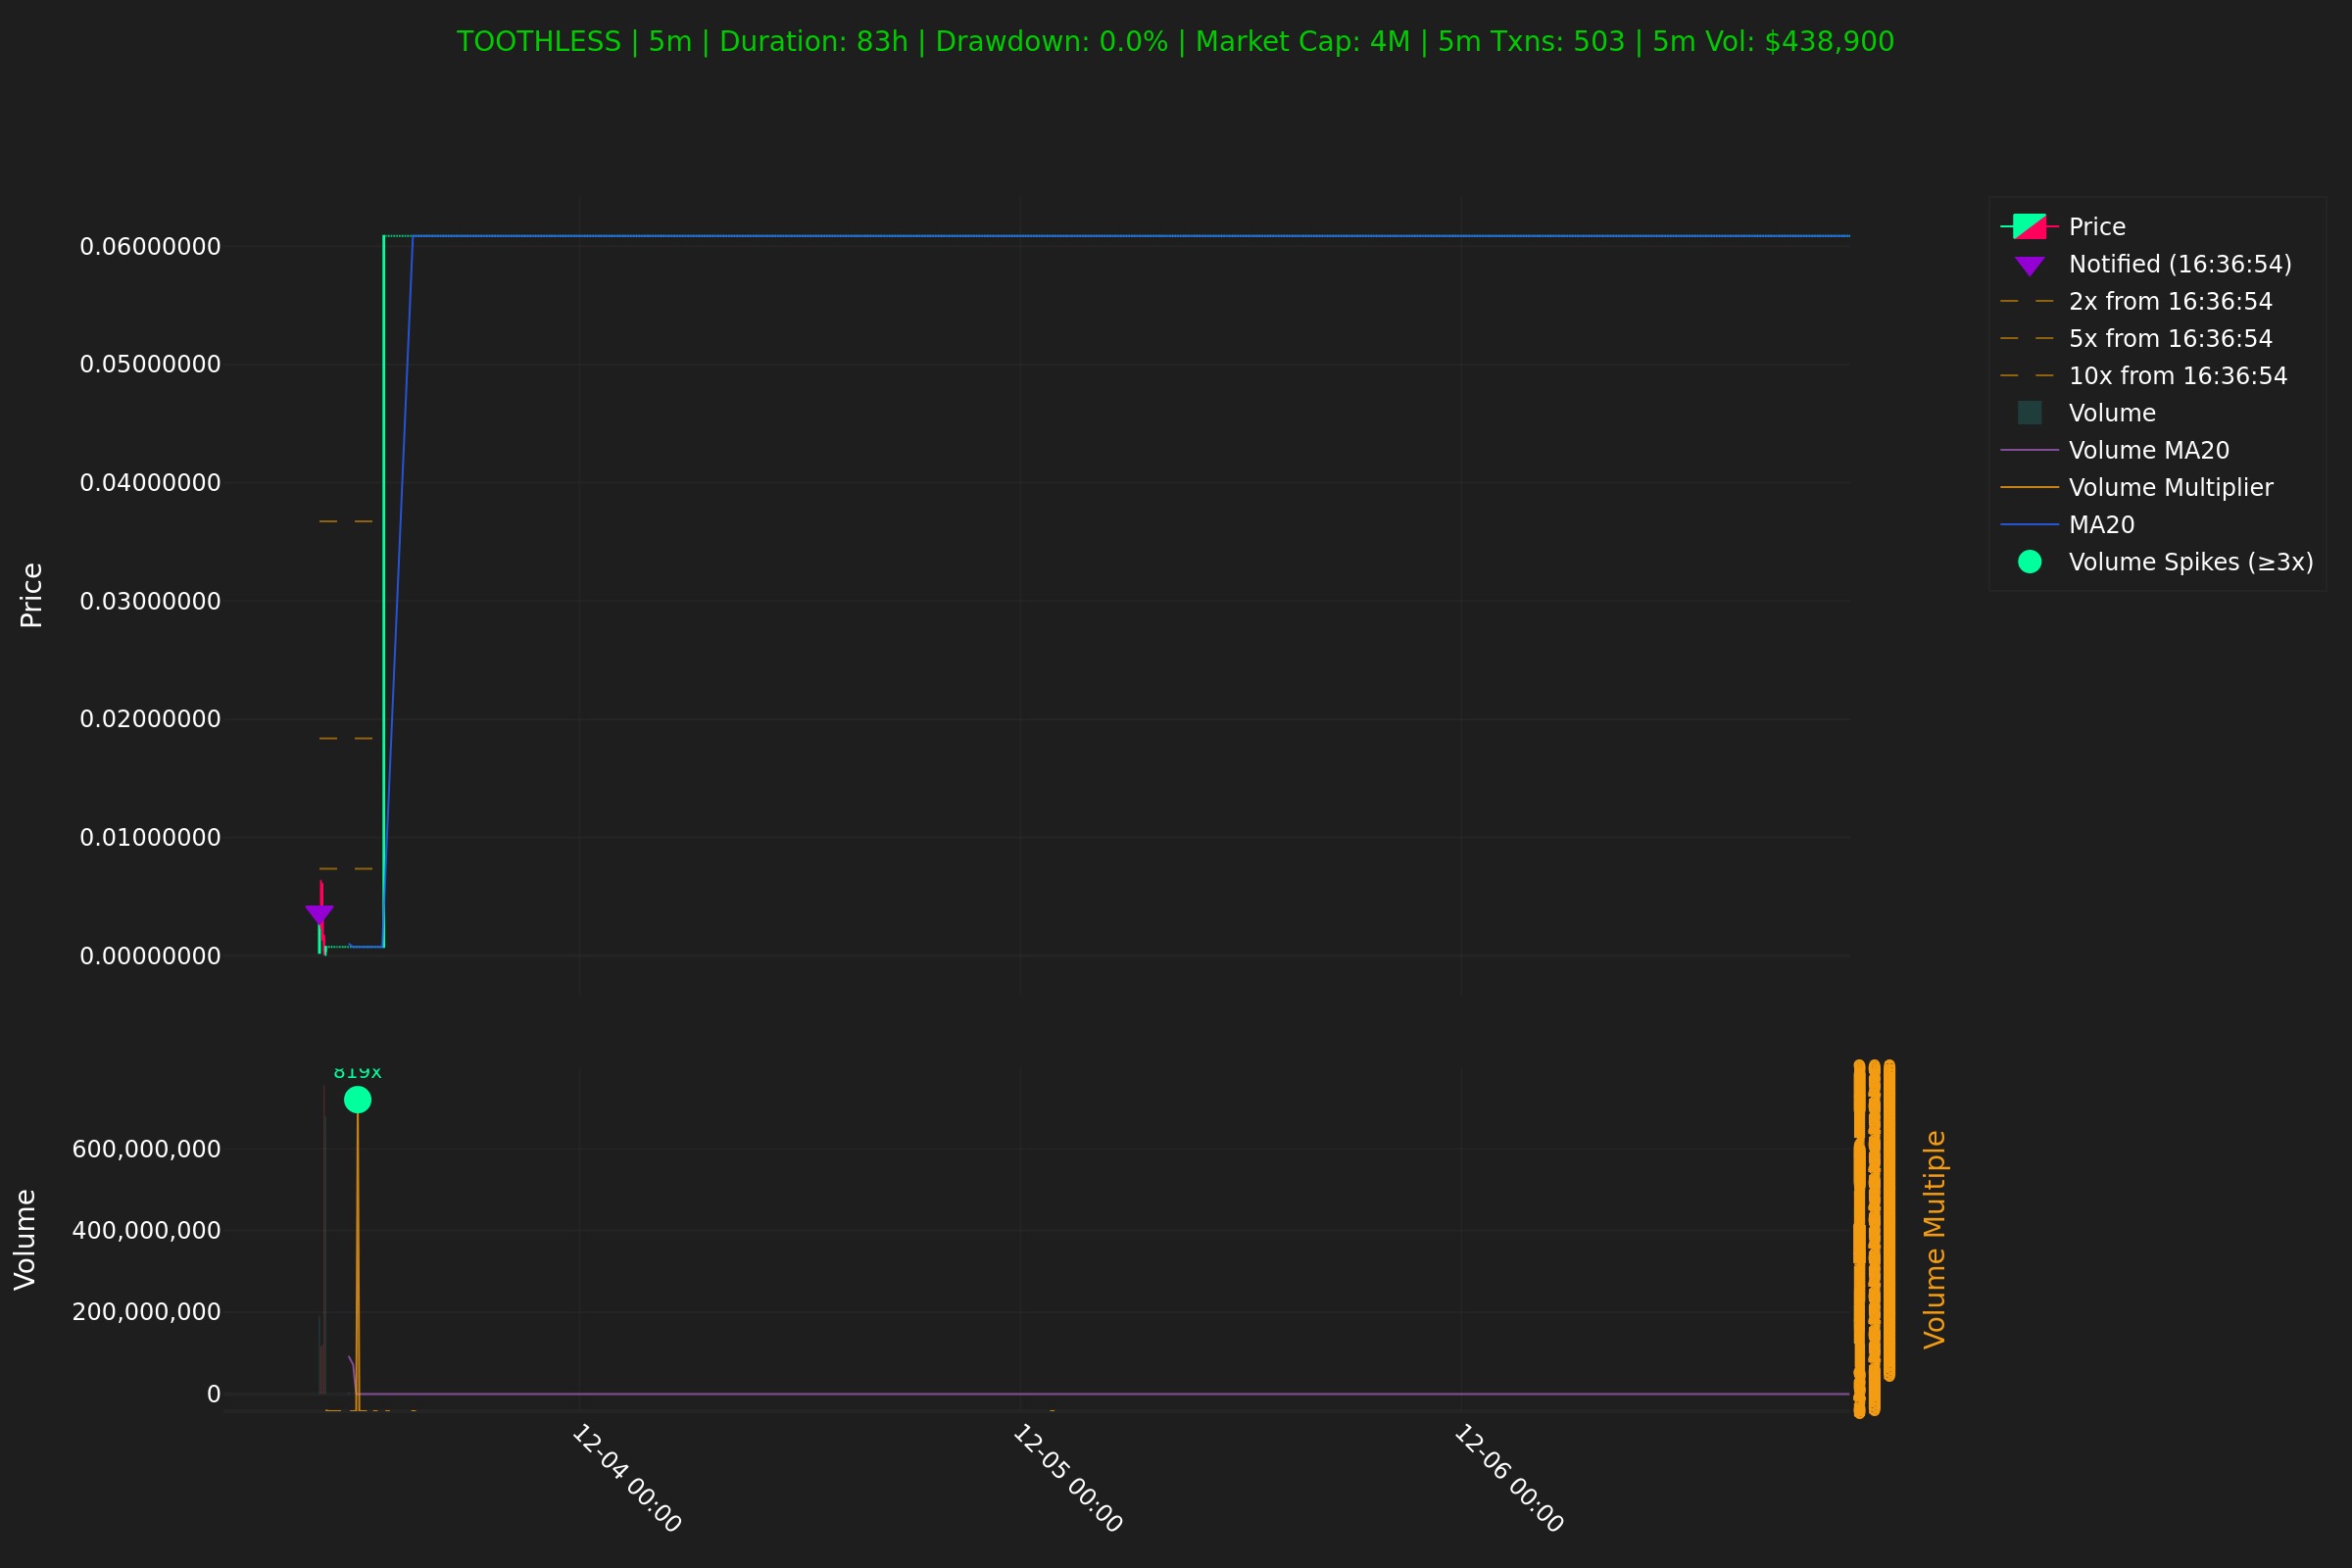 TOOTHLESS | 5m | Duration: 83h | Drawdown: 0.0% | Market Cap: 4M | 5m Txns: 503 | 5m Vol: $438,900
Price
0.06000000
0.05000000
0.04000000
0.03000000
0.02000000
0.01000000
0.00000000
Price
Notified (16:36:54)
2x from 16:36:54
5x from 16:36:54
10x from 16:36:54
Volume
Volume MA20
Volume Multiplier
MA20
Volume Spikes (≥3x)
819x
Volume
600,000,000
400,000,000
200,000,000
0
Volume Multiple
12-04 00:00
12-05 00:00
12-06 00:00